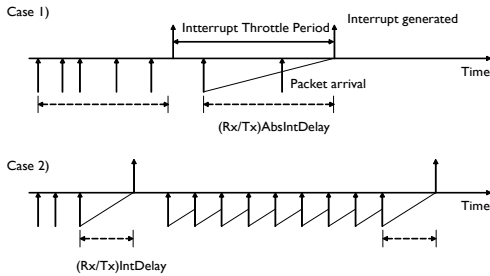 Case 1)
Intterrupt Throttle Period
Interrupt generated
Time
Packet arrival
(Rx/Tx)AbsIntDelay
Case 2)
Time
(Rx/Tx)IntDelay